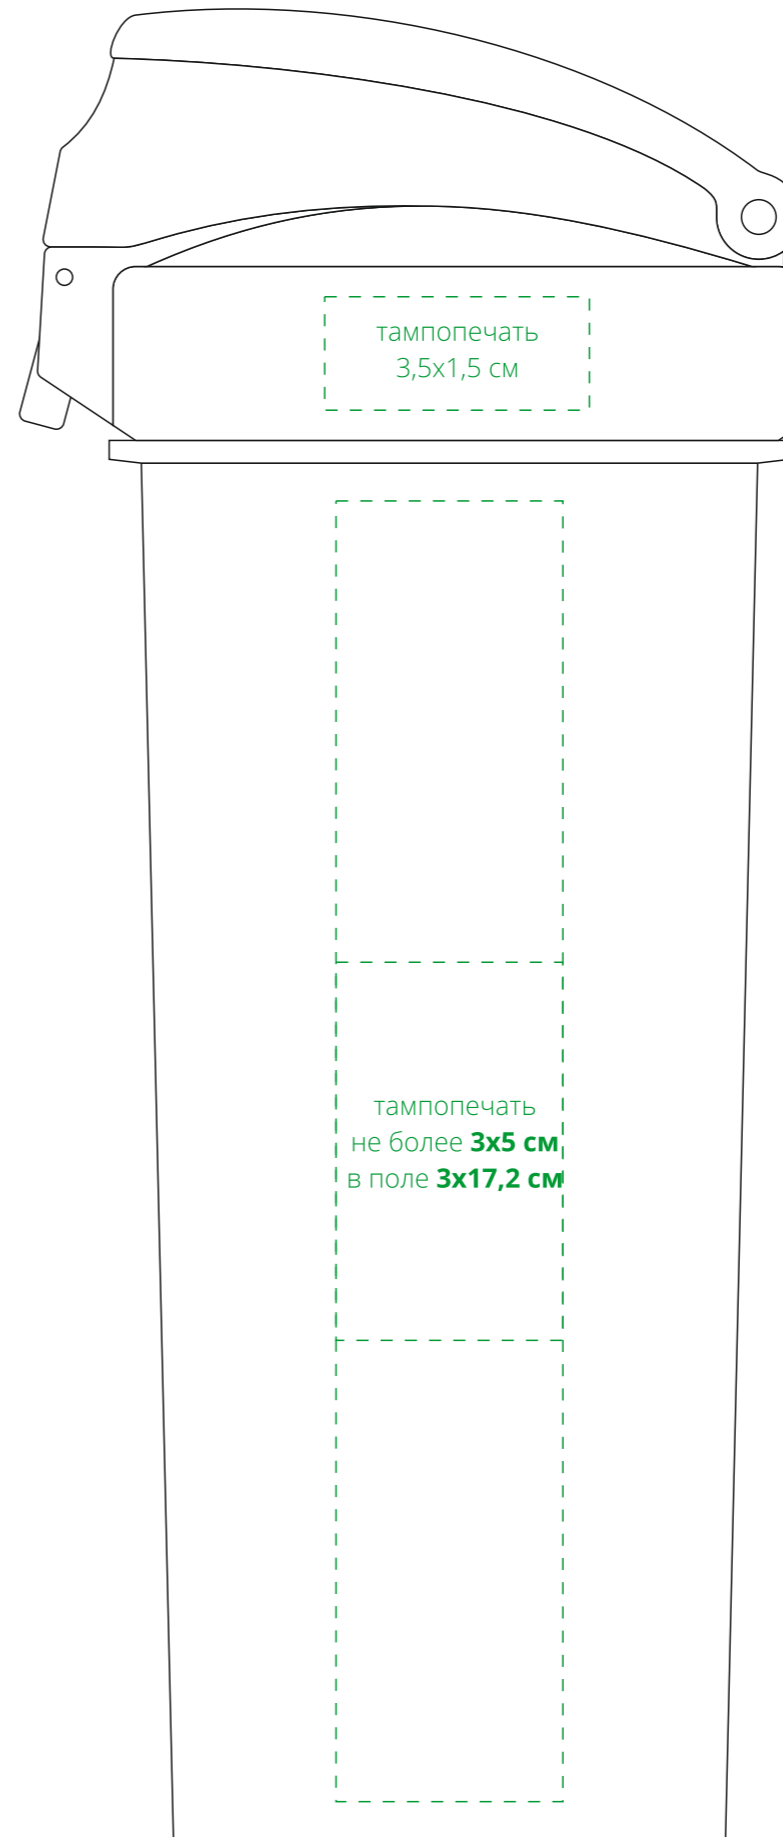 тампопечать
3,5х1,5 см
тампопечать
не более 3х5 см
в поле 3х17,2 см